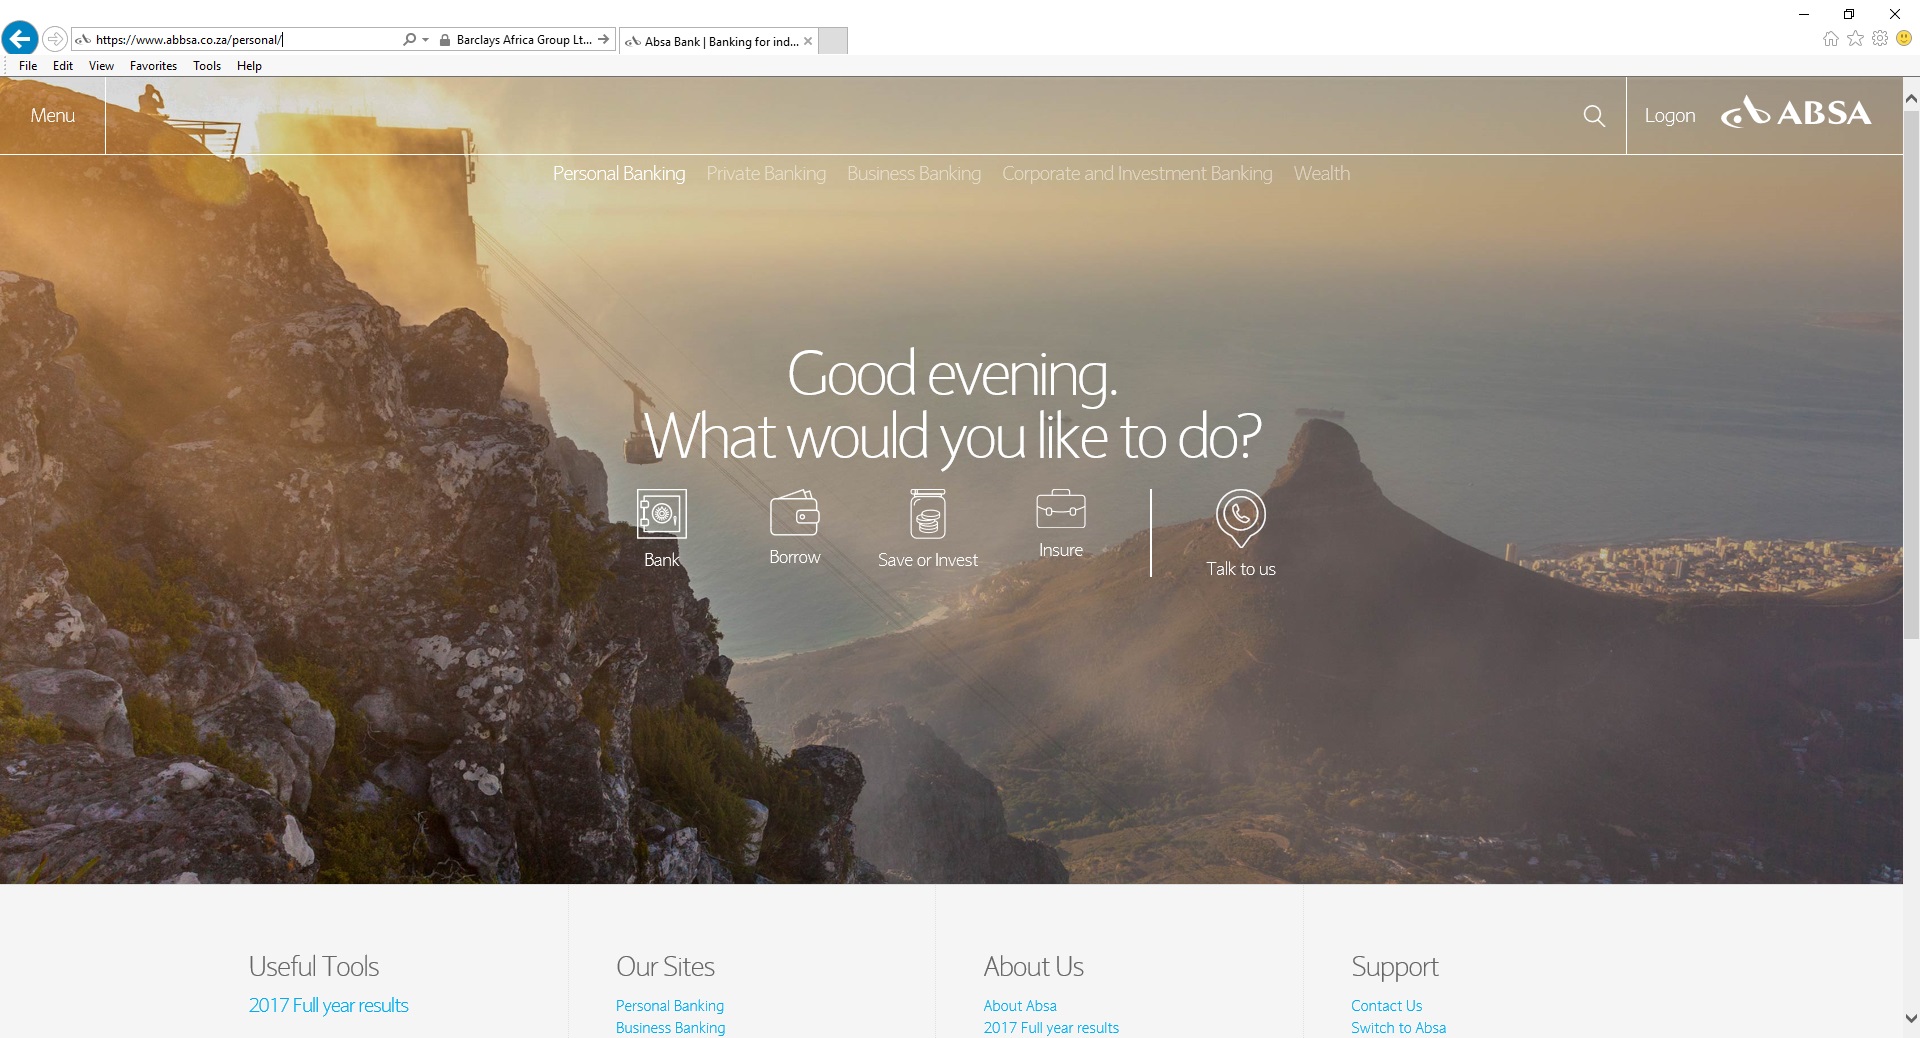 https://www.abbsa.co.za/personal/
Barclays Africa Group Lt...
Absa Bank | Banking for ind...
File Edit View Favorites Tools Help
Menu
Logon
ABSA
Personal Banking Private Banking Business Banking Corporate and Investment Banking Wealth
Good evening.
What would you like to do?
Bank
Borrow
Save or Invest
Insure
Talk to us
Useful Tools
2017 Full year results
Our Sites
Personal Banking
Business Banking
About Us
About Absa
2017 Full year results
Support
Contact Us
Switch to Absa